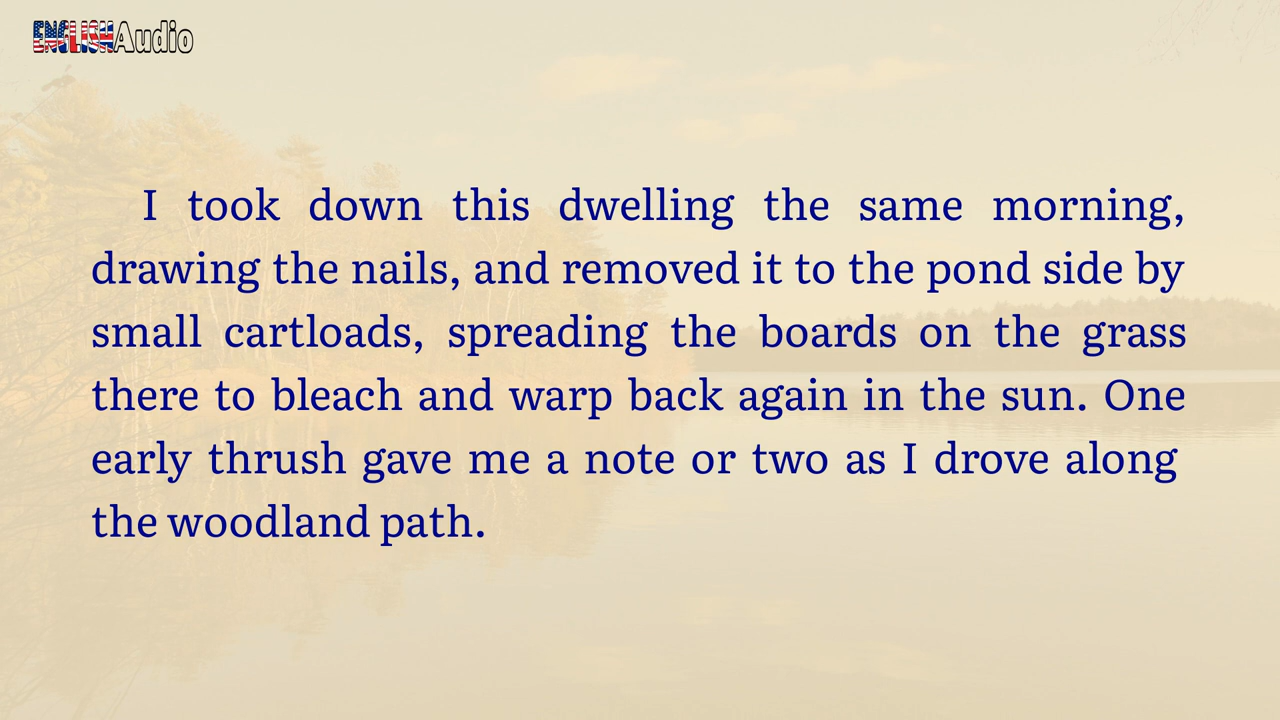 ENGLISHAudio
I took down this dwelling the same morning,
drawing the nails, and removed it to the pond side by
small cartloads, spreading the boards on the grass
there to bleach and warp back again in the sun. One
early thrush gave me a note or two as I drove along
the woodland path.